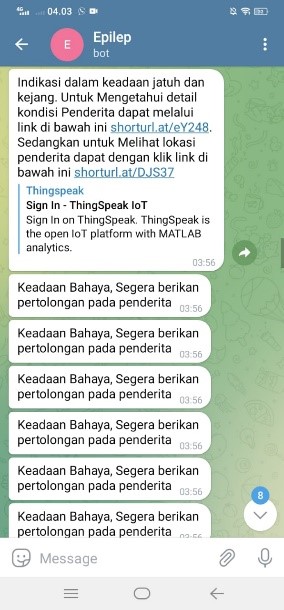 4G
04.03
Epilep
bot
Indikasi dalam keadaan jatuh dan
kejang. Untuk Mengetahui detail
kondisi Penderita dapat melalui
link di bawah ini shorturl.at/eY248.
Sedangkan untuk Melihat lokasi
penderita dapat dengan klik link di
bawah ini shorturl.at/DJS37
Thingspeak
Sign In - ThingSpeak IoT
Sign In on ThingSpeak. ThingSpeak is
the open IoT platform with MATLAB
analytics.
03:56
Keadaan Bahaya, Segera berikan
pertolongan pada penderita 03:56
Keadaan Bahaya, Segera berikan
pertolongan pada penderita 03:56
Keadaan Bahaya, Segera berikan
pertolongan pada penderita 03:56
Keadaan Bahaya, Segera berikan
pertolongan pada penderita 03:56
Keadaan Bahaya, Segera berikan
pertolongan pada penderita 03:56
Keadaan Bahaya, Segera berikan
pertolongan pada penderita 03:56
8
Message